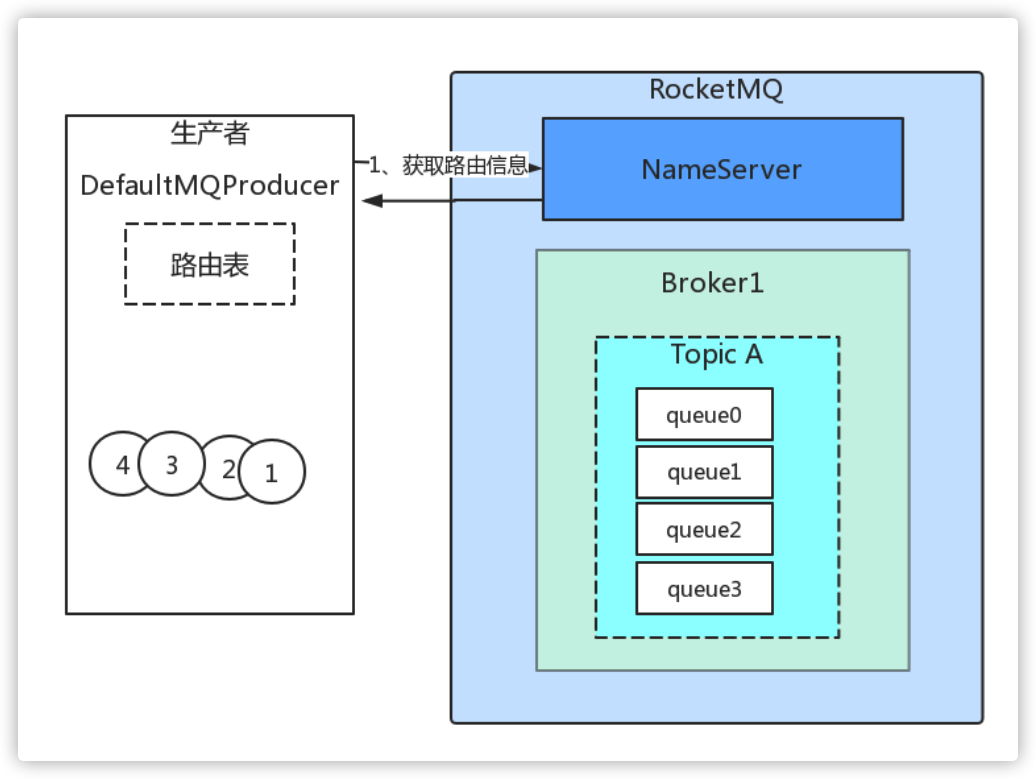 生产者
DefaultMQProducer
路由表
4
3
2
1
1、获取路由信息
RocketMQ
NameServer
Broker1
Topic A
queue0
queue1
queue2
queue3